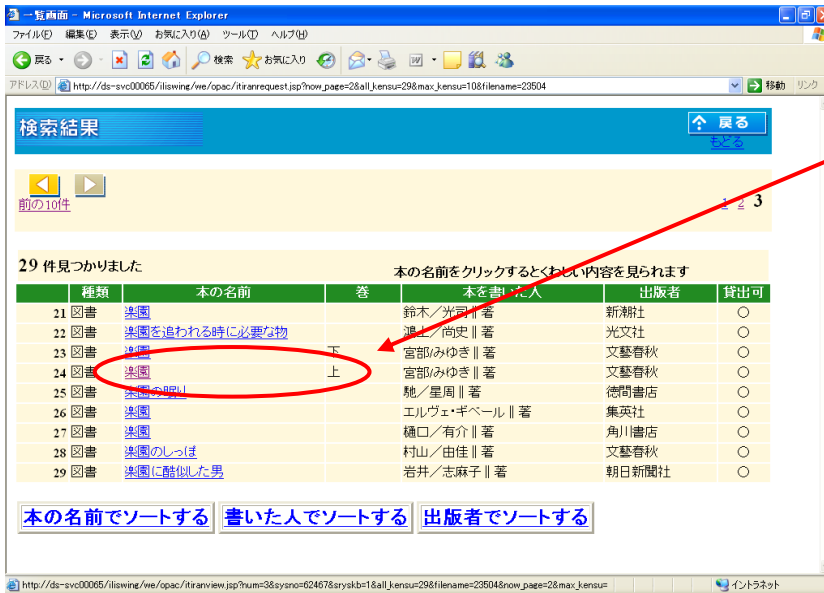 一覧画面 - Microsoft Internet Explorer
ファイル(F) 編集(E) 表示(V) お気に入り(A) ツール(T) ヘルプ(H)
戻る 検索 お気に入り
アドレス(D) http://ds-svc00065/iliswing/we/opac/itiranrequest.jsp?now_page=2&all_kensu=29&max_kensu=10&filename=23504 移動 リンク
検索結果 戻る
もどる
前の10件 1 2 3
29 件見つかりました 本の名前をクリックするとくわしい内容を見られます
種類 本の名前 巻 本を書いた人 出版者 貸出可
21 図書 楽園 鈴木／光司∥著 新潮社 ○
22 図書 楽園を追われる時に必要な物 鴻上／尚史∥著 光文社 ○
23 図書 楽園 下 宮部/みゆき∥著 文藝春秋 ○
24 図書 楽園 上 宮部/みゆき∥著 文藝春秋 ○
25 図書 楽園の眠り 馳／星周∥著 徳間書店 ○
26 図書 楽園 エルヴェ・ギベール∥著 集英社 ○
27 図書 楽園 樋口／有介∥著 角川書店 ○
28 図書 楽園のしっぽ 村山／由佳∥著 文藝春秋 ○
29 図書 楽園に酷似した男 岩井／志麻子∥著 朝日新聞社 ○
本の名前でソートする 書いた人でソートする 出版者でソートする
http://ds-svc00065/iliswing/we/opac/itiranview.jsp?num=3&sysno=62467&sryskb=1&all_kensu=29&filename=23504&now_page=2&max_kensu= イントラネット